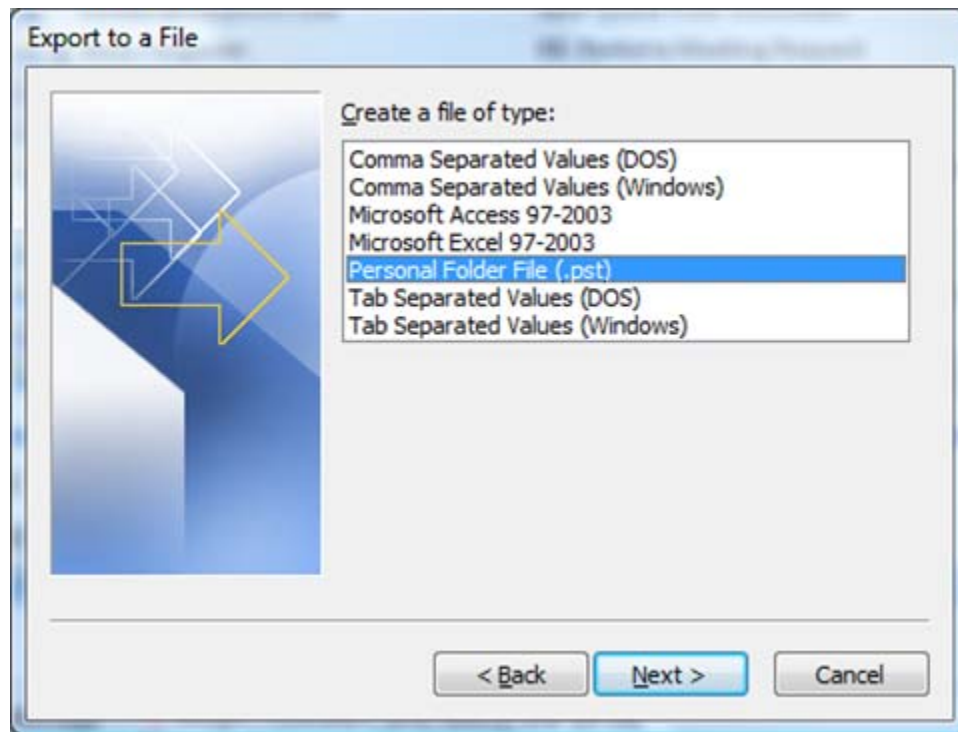 Export to a File
Create a file of type:
Comma Separated Values (DOS)
Comma Separated Values (Windows)
Microsoft Access 97-2003
Microsoft Excel 97-2003
Personal Folder File (.pst)
Tab Separated Values (DOS)
Tab Separated Values (Windows)
< Back Next > Cancel